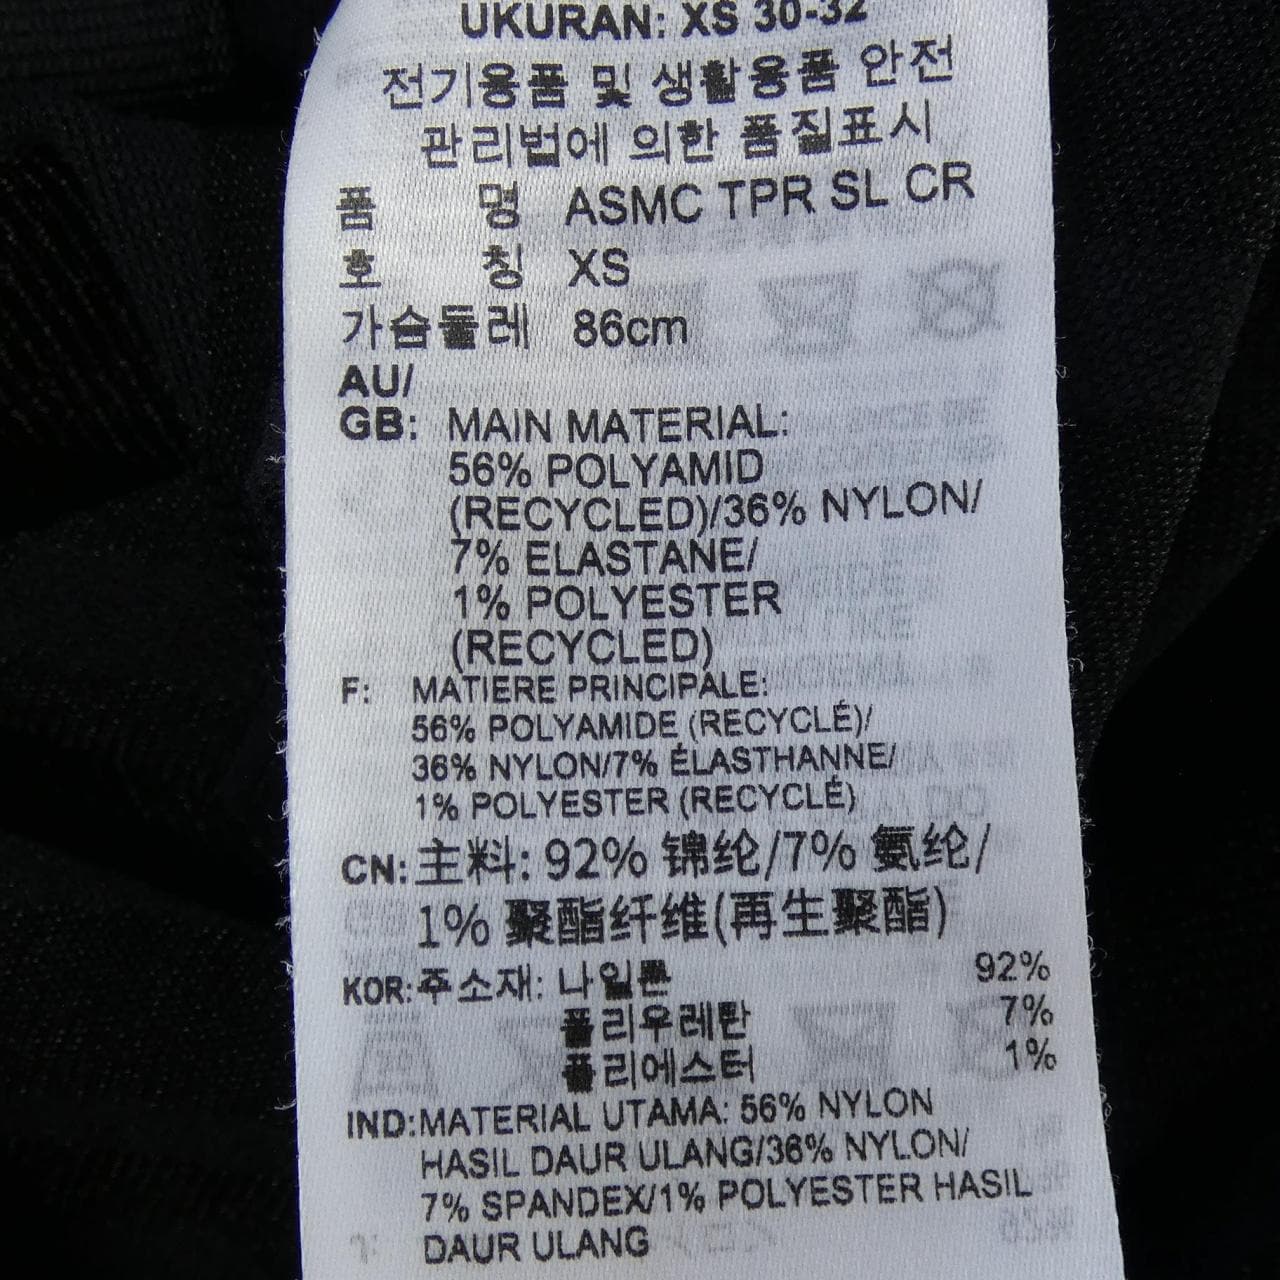 UKURAN: XS 30-32
전기용품 및 생활용품 안전
관리법에 의한 품질표시
품 명 ASMC TPR SL CR
호 칭 XS
가슴둘레 86cm
AU/
GB: MAIN MATERIAL:
56% POLYAMID
(RECYCLED)/36% NYLON/
7% ELASTANE/
1% POLYESTER
(RECYCLED)
F: MATIERE PRINCIPALE:
56% POLYAMIDE (RECYCLÉ)/
36% NYLON/7% ÉLASTHANNE/
1% POLYESTER (RECYCLÉ)
CN: 主料: 92% 锦纶/7% 氨纶/
1% 聚酯纤维(再生聚酯)
KOR: 주소재: 나일론 92%
폴리우레탄 7%
폴리에스터 1%
IND: MATERIAL UTAMA: 56% NYLON
HASIL DAUR ULANG/36% NYLON/
7% SPANDEX/1% POLYESTER HASIL
DAUR ULANG